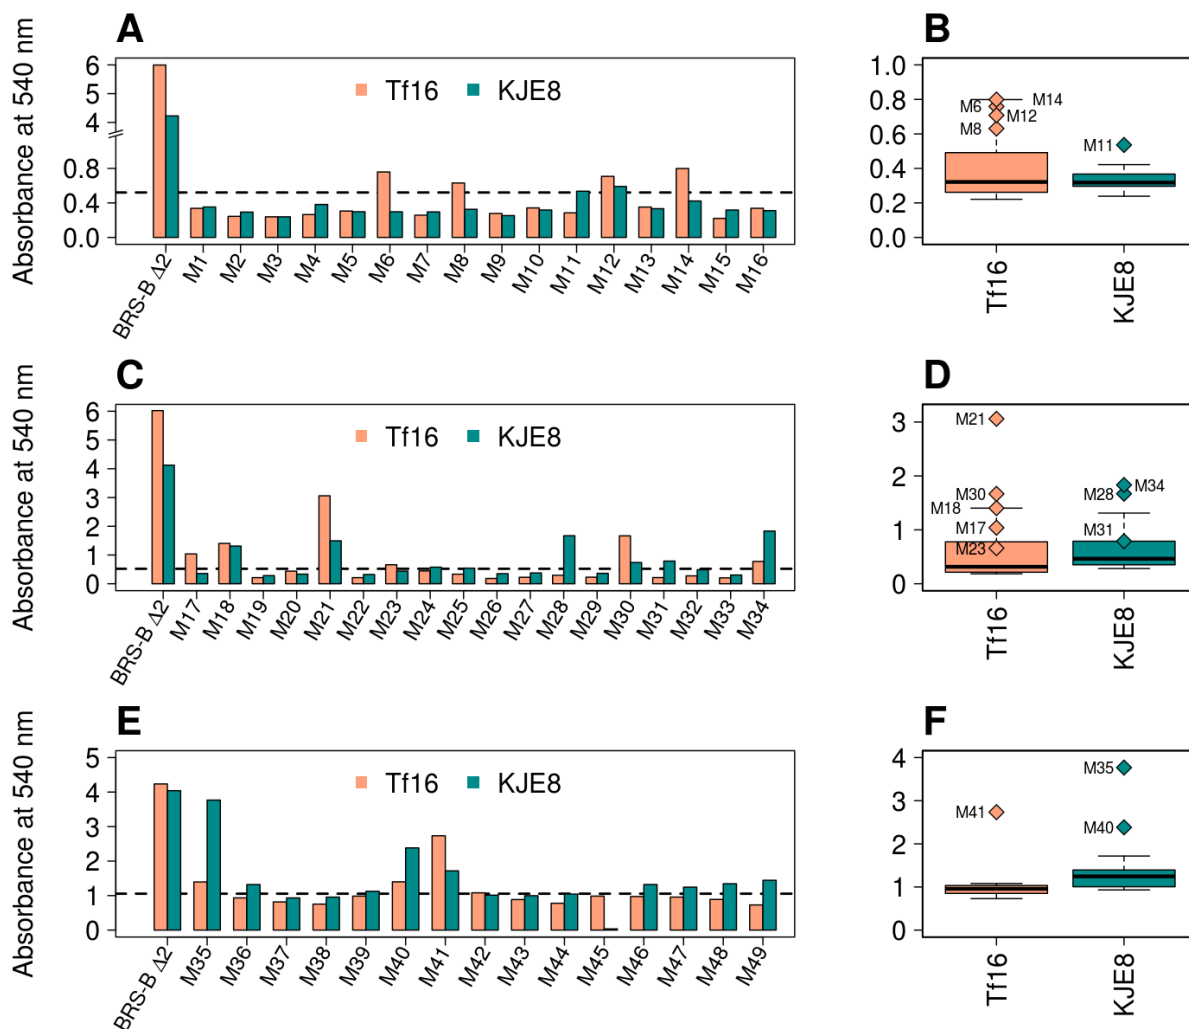 A
Absorbance at 540 nm
6
5
4
0.8
0.4
0.0
Tf16 KJE8
BRS-B Δ2 M1 M2 M3 M4 M5 M6 M7 M8 M9 M10 M11 M12 M13 M14 M15 M16
B
1.0
0.8
0.6
0.4
0.2
0.0
M6 M14
M12
M8
M11
Tf16 KJE8
C
Absorbance at 540 nm
6
5
4
3
2
1
0
Tf16 KJE8
BRS-B Δ2 M17 M18 M19 M20 M21 M22 M23 M24 M25 M26 M27 M28 M29 M30 M31 M32 M33 M34
D
3
2
1
0
M21
M30
M18
M17
M23
M28 M34
M31
Tf16 KJE8
E
Absorbance at 540 nm
5
4
3
2
1
0
Tf16 KJE8
BRS-B Δ2 M35 M36 M37 M38 M39 M40 M41 M42 M43 M44 M45 M46 M47 M48 M49
F
4
3
2
1
0
M41
M35
M40
Tf16 KJE8